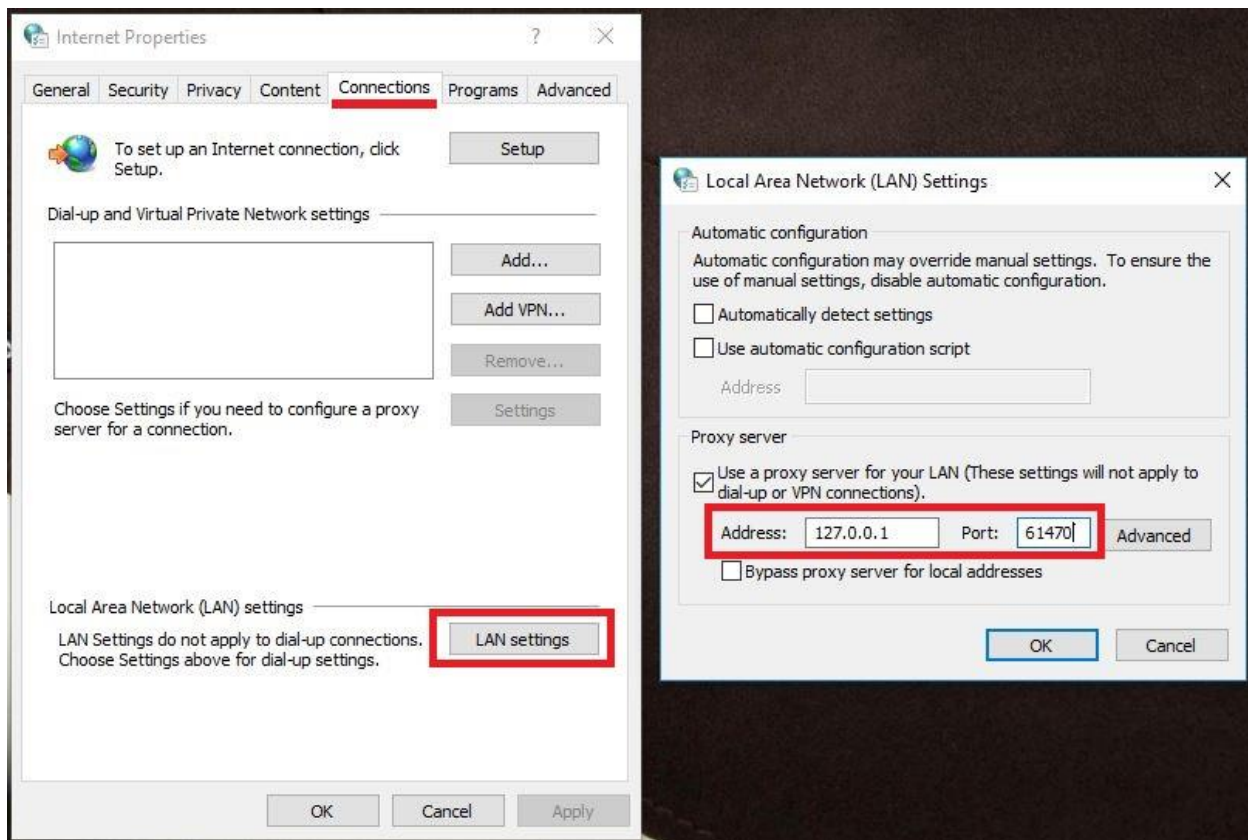 Internet Properties
?
General Security Privacy Content Connections Programs Advanced
To set up an Internet connection, click
Setup.
Setup
Dial-up and Virtual Private Network settings
Add...
Add VPN...
Remove...
Choose Settings if you need to configure a proxy
server for a connection.
Settings
Local Area Network (LAN) settings
LAN Settings do not apply to dial-up connections.
Choose Settings above for dial-up settings.
LAN settings
OK Cancel Apply
Local Area Network (LAN) Settings
Automatic configuration
Automatic configuration may override manual settings. To ensure the
use of manual settings, disable automatic configuration.
Automatically detect settings
Use automatic configuration script
Address
Proxy server
Use a proxy server for your LAN (These settings will not apply to
dial-up or VPN connections).
Address: 127.0.0.1 Port: 61470 Advanced
Bypass proxy server for local addresses
OK Cancel